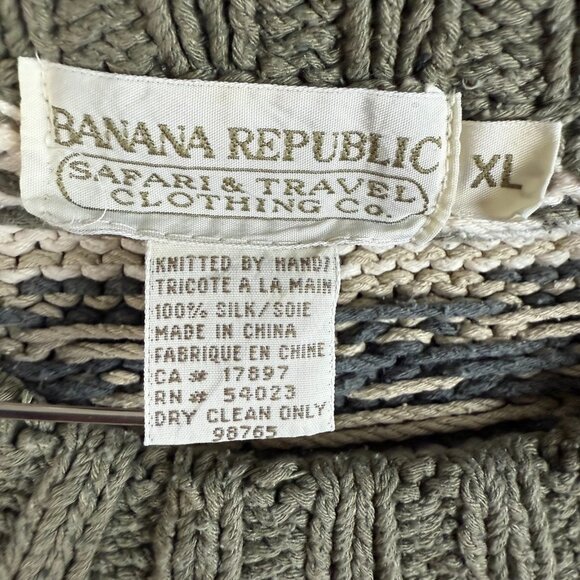 BANANA REPUBLIC
SAFARI & TRAVEL
CLOTHING CO.
XL
KNITTED BY HAND/
TRICOTE A LA MAIN
100% SILK/SOIE
MADE IN CHINA
FABRIQUE EN CHINE
CA# 17897
RN# 54023
DRY CLEAN ONLY
98765